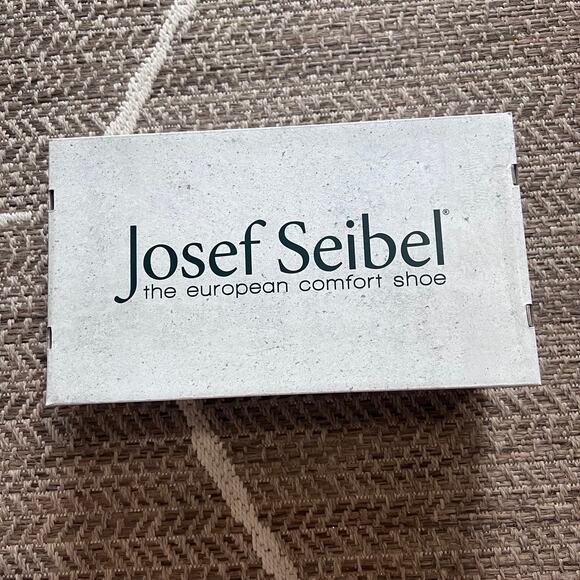 Josef Seibel®
the european comfort shoe